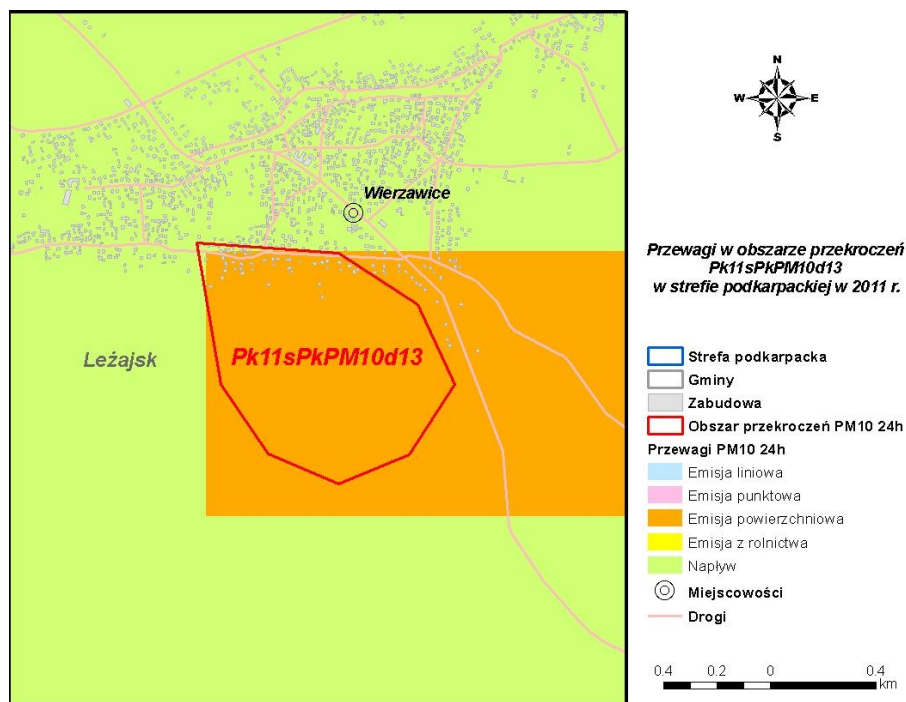 Wierzawice
Leżajsk
Pk11sPkPM10d13
N
W
E
S
Przewagi w obszarze przekroczeń
Pk11sPkPM10d13
w strefie podkarpackiej w 2011 r.
Strefa podkarpacka
Gminy
Zabudowa
Obszar przekroczeń PM10 24h
Przewagi PM10 24h
Emisja liniowa
Emisja punktowa
Emisja powierzchniowa
Emisja z rolnictwa
Napływ
Miejscowości
Drogi
0.4 0.2 0 0.4
km